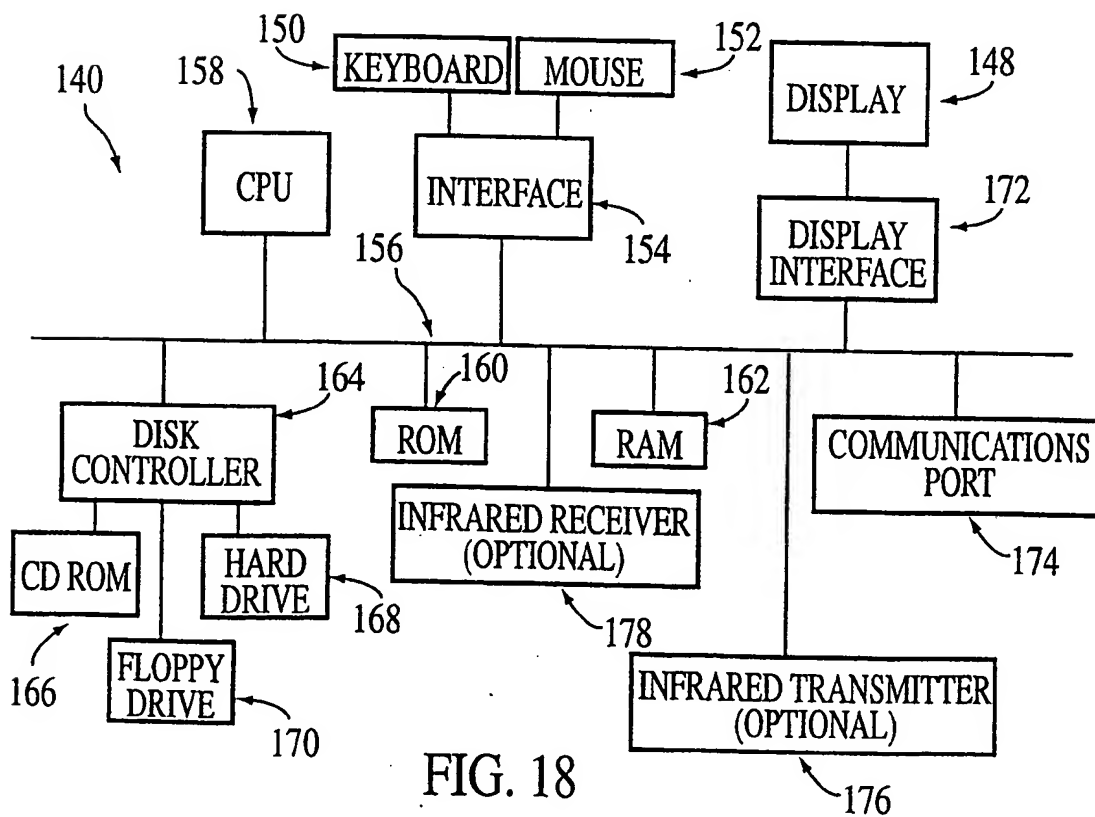 150
KEYBOARD
MOUSE
152
158
140
DISPLAY
148
CPU
INTERFACE
154
172
DISPLAY
INTERFACE
156
164
DISK
CONTROLLER
160
ROM
162
RAM
COMMUNICATIONS
PORT
174
INFRARED RECEIVER
(OPTIONAL)
178
CD ROM
166
HARD
DRIVE
168
FLOPPY
DRIVE
170
INFRARED TRANSMITTER
(OPTIONAL)
176
FIG. 18